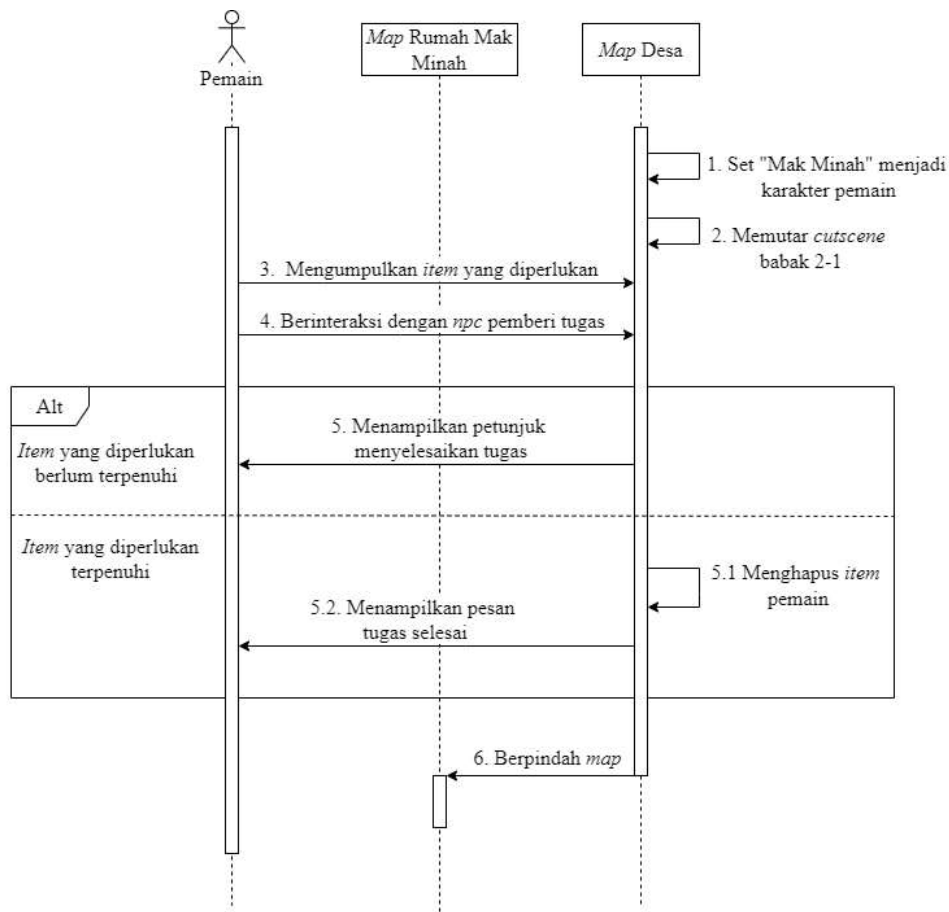 Pemain
Map Rumah Mak
Minah
Map Desa
1. Set "Mak Minah" menjadi
karakter pemain
2. Memutar cutscene
babak 2-1
3. Mengumpulkan item yang diperlukan
4. Berinteraksi dengan npc pemberi tugas
Alt
Item yang diperlukan
berlum terpenuhi
5. Menampilkan petunjuk
menyelesaikan tugas
Item yang diperlukan
terpenuhi
5.1 Menghapus item
pemain
5.2. Menampilkan pesan
tugas selesai
6. Berpindah map